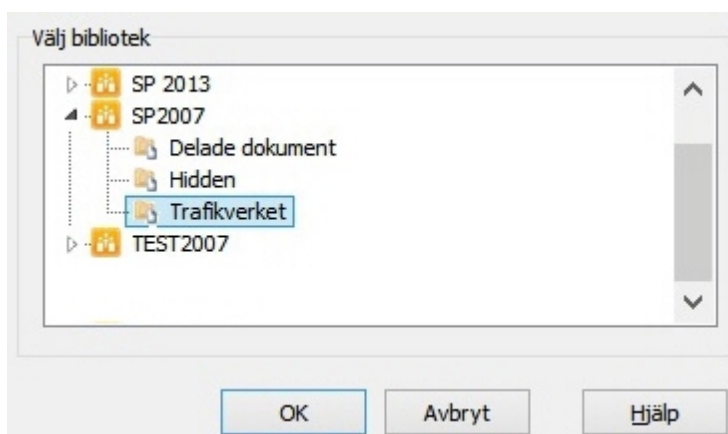 Välj bibliotek
SP 2013
SP2007
Delade dokument
Hidden
Trafikverket
TEST2007
OK Avbryt Hjälp